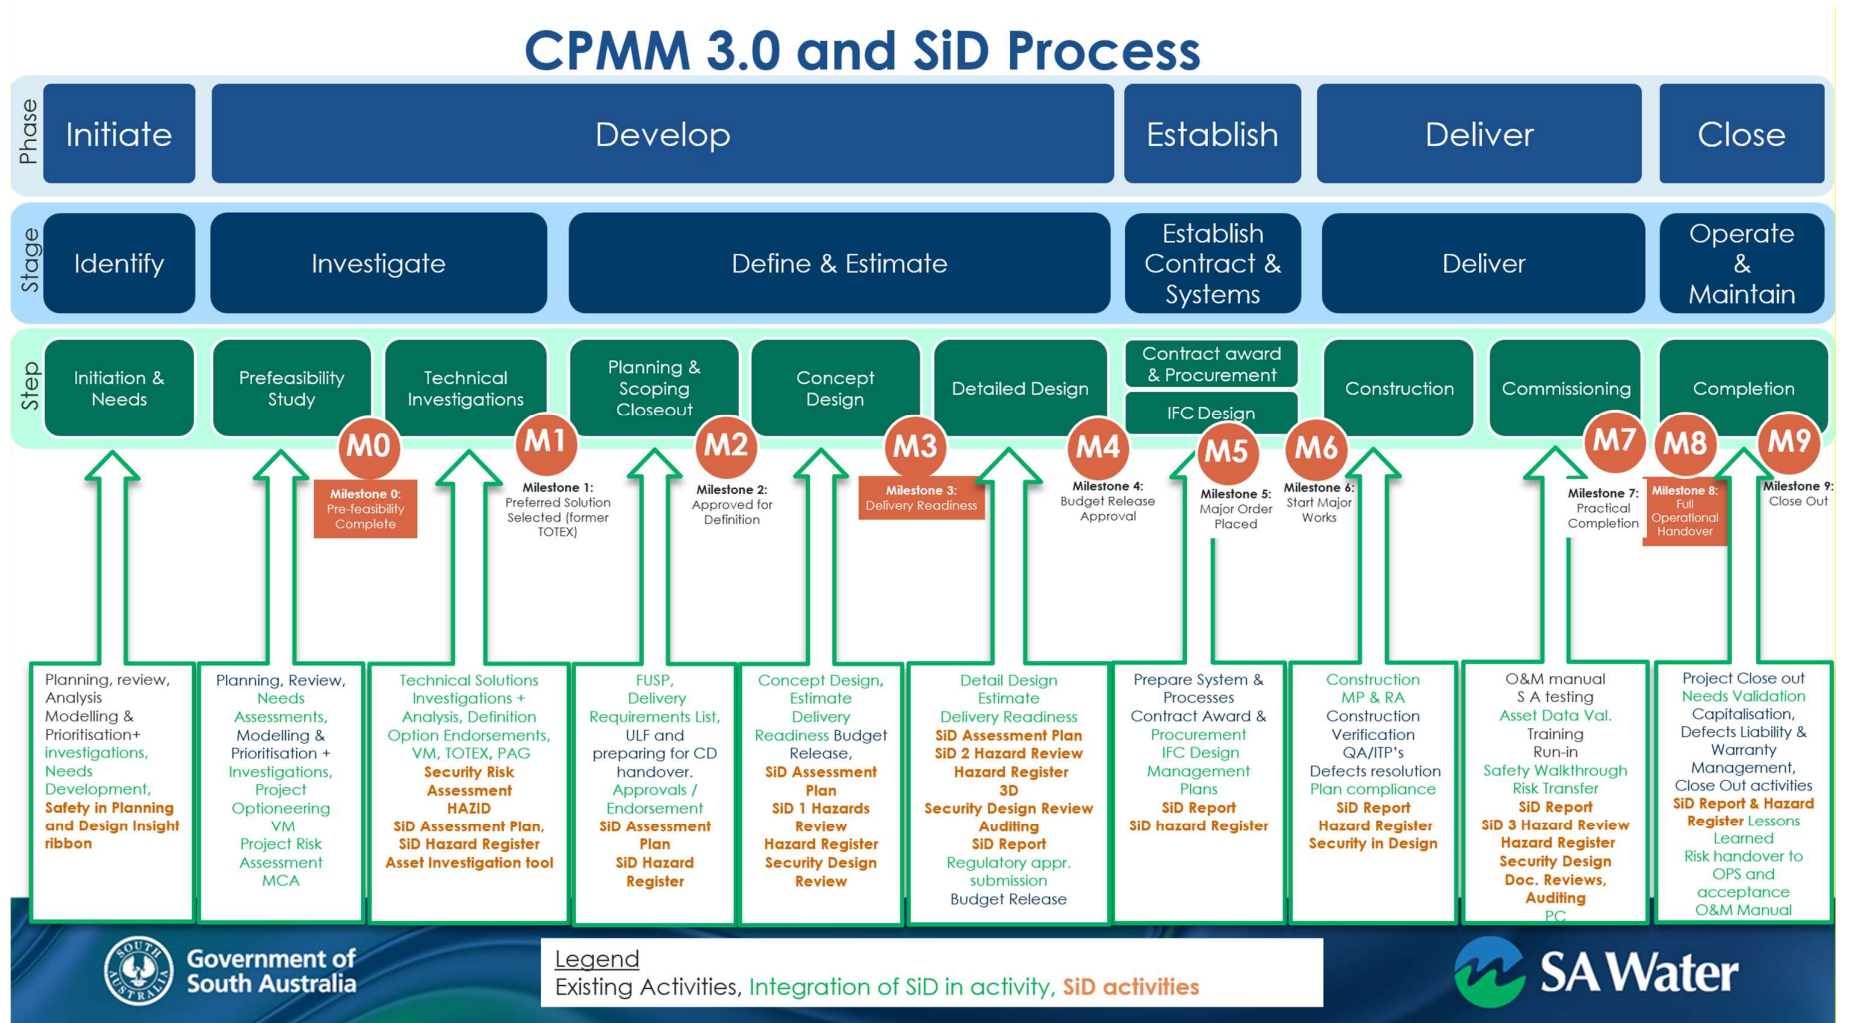 CPMM 3.0 and SiD Process
Phase
Initiate
Develop
Establish
Deliver
Close
Stage
Identify
Investigate
Define & Estimate
Establish
Contract &
Systems
Deliver
Operate
&
Maintain
Step
Initiation &
Needs
Prefeasibility
Study
Technical
Investigations
Planning &
Scoping
Closeout
Concept
Design
Detailed Design
Contract award
& Procurement
IFC Design
Construction
Commissioning
Completion
M0
Milestone 0:
Pre-feasibility
Complete
M1
Milestone 1:
Preferred Solution
Selected (former
TOTEX)
M2
Milestone 2:
Approved for
Definition
M3
Milestone 3:
Delivery Readiness
M4
Milestone 4:
Budget Release
Approval
M5
Milestone 5:
Major Order
Placed
M6
Milestone 6:
Start Major
Works
M7
Milestone 7:
Practical
Completion
M8
Milestone 8:
Full
Operational
Handover
M9
Milestone 9:
Close Out
Planning, review,
Analysis
Modelling &
Prioritisation+
investigations,
Needs
Development,
Safety in Planning
and Design Insight
ribbon
Planning, Review,
Needs
Assessments,
Modelling &
Prioritisation +
Investigations,
Project
Optioneering
VM
Project Risk
Assessment
MCA
Technical Solutions
Investigations +
Analysis, Definition
Option Endorsements,
VM, TOTEX, PAG
Security Risk
Assessment
HAZID
SiD Assessment Plan,
SiD Hazard Register
Asset Investigation tool
FUSP,
Delivery
Requirements List,
ULF and
preparing for CD
handover.
Approvals /
Endorsement
SiD Assessment
Plan
SiD Hazard
Register
Concept Design,
Estimate
Delivery
Readiness Budget
Release,
SiD Assessment
Plan
SiD 1 Hazards
Review
Hazard Register
Security Design
Review
Detail Design
Estimate
Delivery Readiness
SiD Assessment Plan
SiD 2 Hazard Review
Hazard Register
3D
Security Design Review
Auditing
SiD Report
Regulatory appr.
submission
Budget Release
Prepare System &
Processes
Contract Award &
Procurement
IFC Design
Management
Plans
SiD Report
SiD hazard Register
Construction
MP & RA
Construction
Verification
QA/ITP's
Defects resolution
Plan compliance
SiD Report
Hazard Register
Security in Design
O&M manual
S A testing
Asset Data Val.
Training
Run-in
Safety Walkthrough
Risk Transfer
SiD Report
SiD 3 Hazard Review
Hazard Register
Security Design
Doc. Reviews,
Auditing
PC
Project Close out
Needs Validation
Capitalisation,
Defects Liability &
Warranty
Management,
Close Out activities
SiD Report & Hazard
Register Lessons
Learned
Risk handover to
OPS and
acceptance
O&M Manual
SOUTH
AUSTRALIA
Government of
South Australia
Legend
Existing Activities, Integration of SiD in activity, SiD activities
SA Water